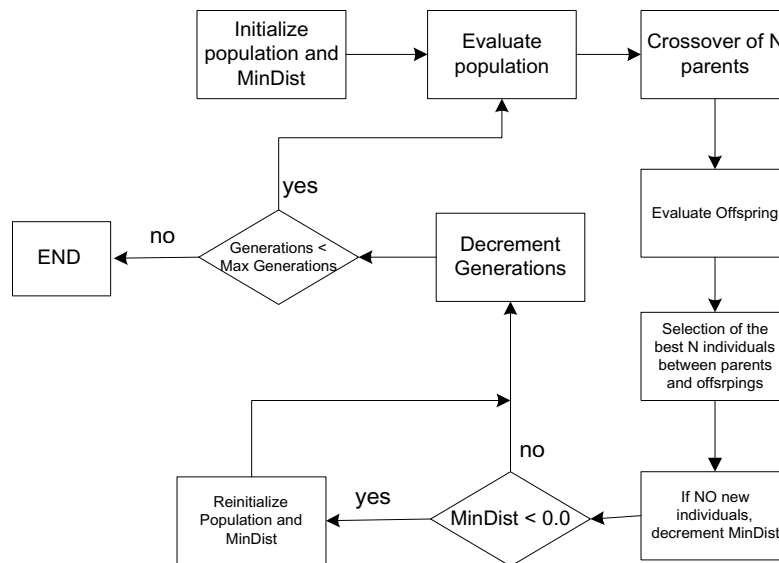 Initialize
population and
MinDist
Evaluate
population
Crossover of N
parents
yes
Evaluate Offspring
END
no
Generations <
Max Generations
Decrement
Generations
Selection of the
best N individuals
between parents
and offsrpings
no
Reinitialize
Population and
MinDist
yes
MinDist < 0.0
If NO new
individuals,
decrement MinDist